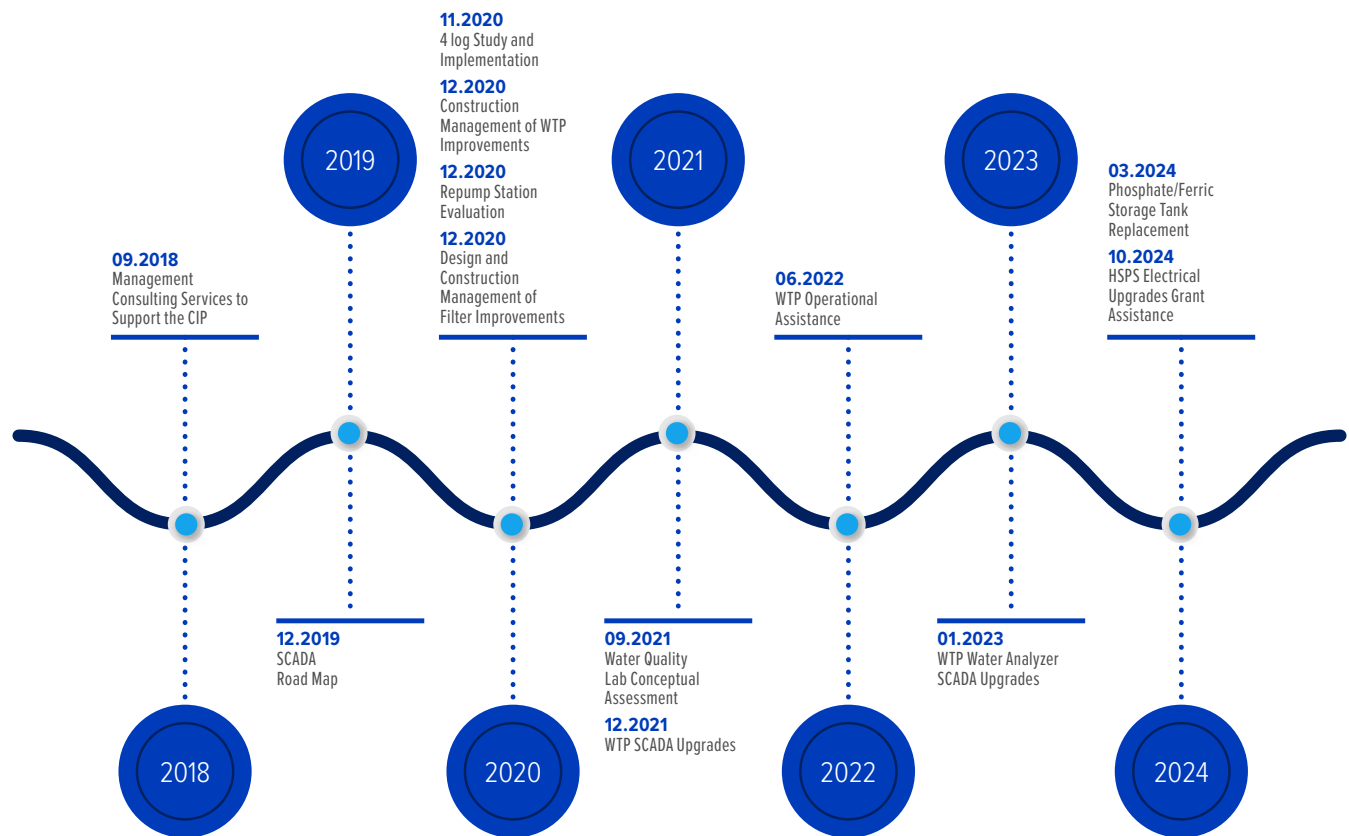 09.2018
Management
Consulting Services to
Support the CIP
2018
2019
12.2019
SCADA
Road Map
11.2020
4 log Study and
Implementation
12.2020
Construction
Management of WTP
Improvements
12.2020
Repump Station
Evaluation
12.2020
Design and
Construction
Management of
Filter Improvements
2020
2021
09.2021
Water Quality
Lab Conceptual
Assessment
12.2021
WTP SCADA Upgrades
06.2022
WTP Operational
Assistance
2022
2023
01.2023
WTP Water Analyzer
SCADA Upgrades
03.2024
Phosphate/Ferric
Storage Tank
Replacement
10.2024
HSPS Electrical
Upgrades Grant
Assistance
2024